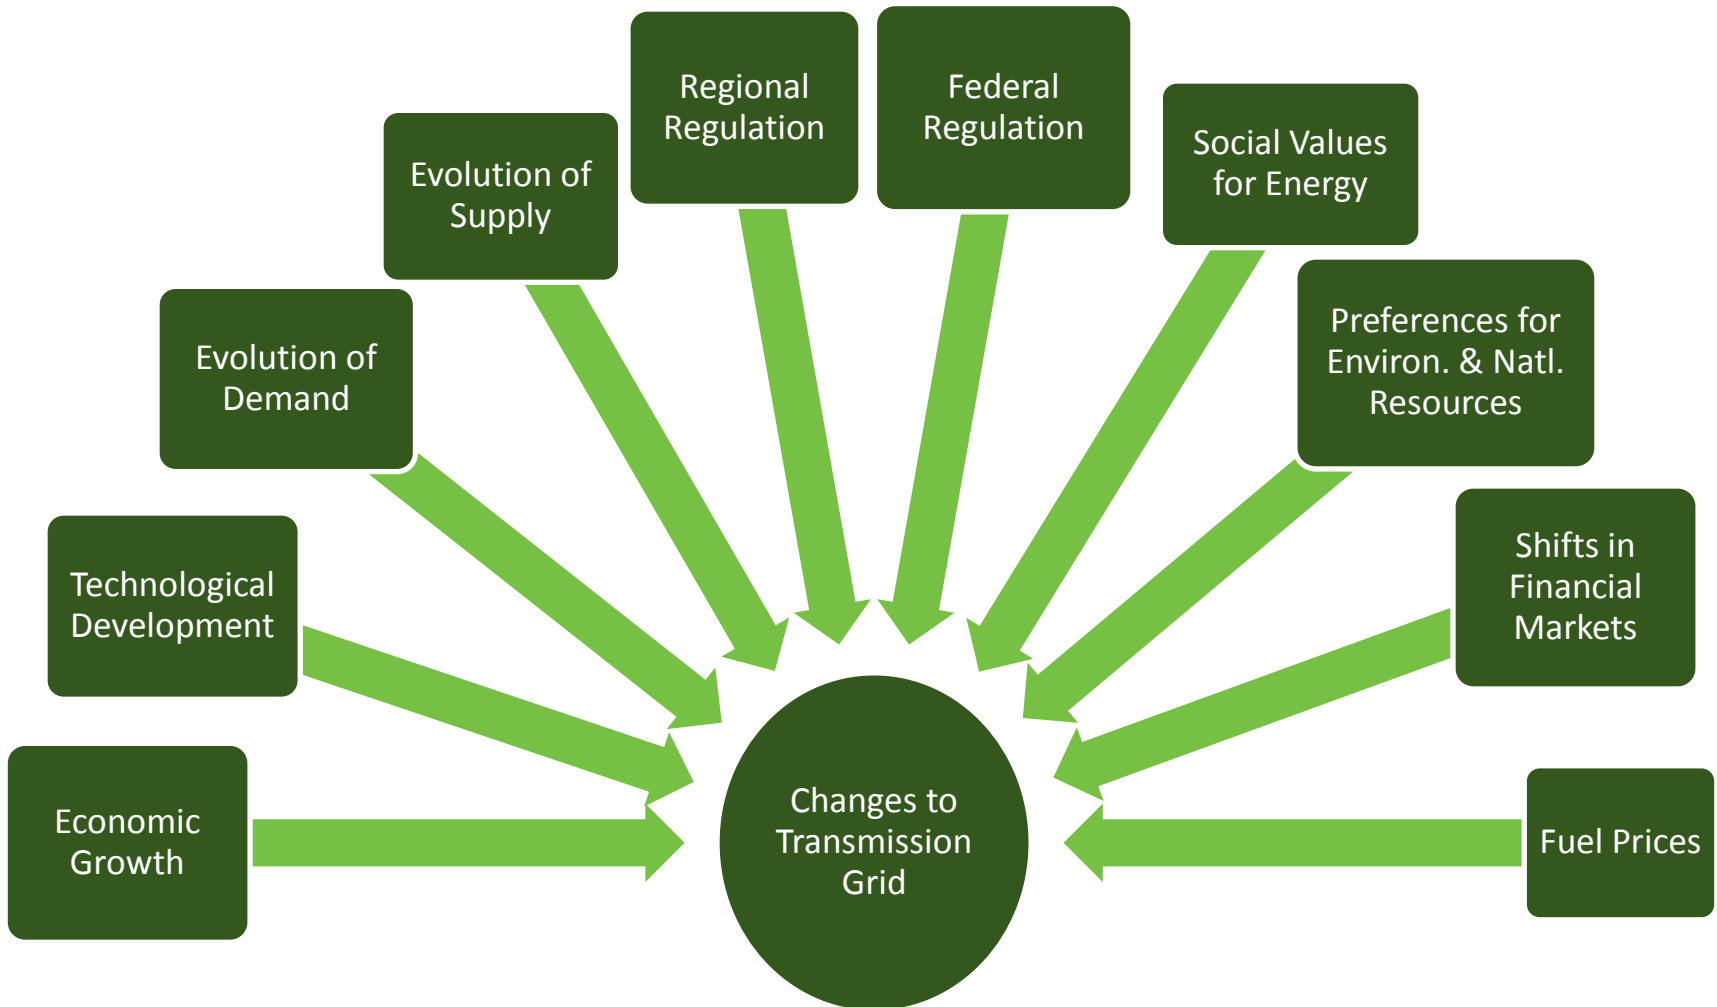 Economic
Growth
Technological
Development
Evolution of
Demand
Evolution of
Supply
Regional
Regulation
Federal
Regulation
Social Values
for Energy
Preferences for
Environ. & Natl.
Resources
Shifts in
Financial
Markets
Fuel Prices
Changes to
Transmission
Grid